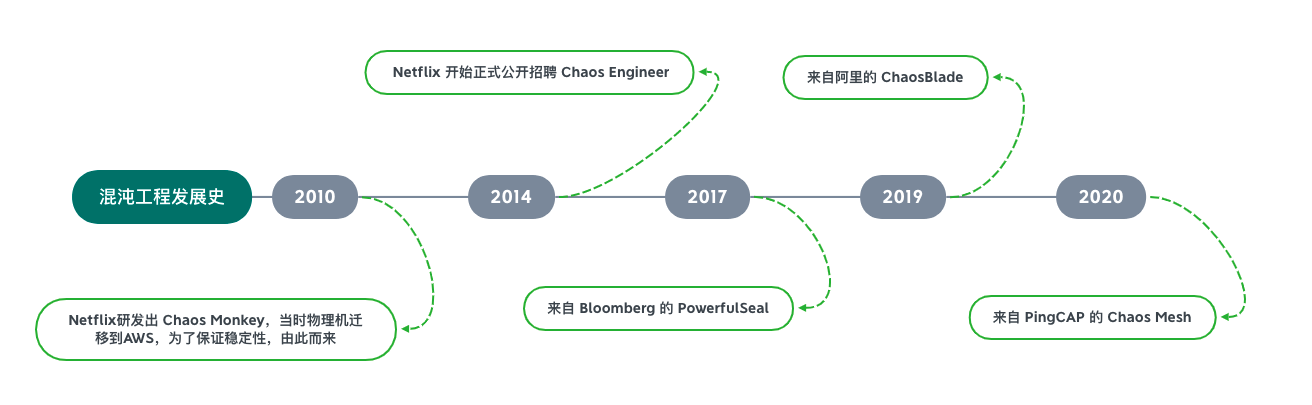 Netflix 开始正式公开招聘 Chaos Engineer
来自阿里的 ChaosBlade
混沌工程发展史
2010
2014
2017
2019
2020
Netflix研发出 Chaos Monkey，当时物理机迁
移到AWS，为了保证稳定性，由此而来
来自 Bloomberg 的 PowerfulSeal
来自 PingCAP 的 Chaos Mesh